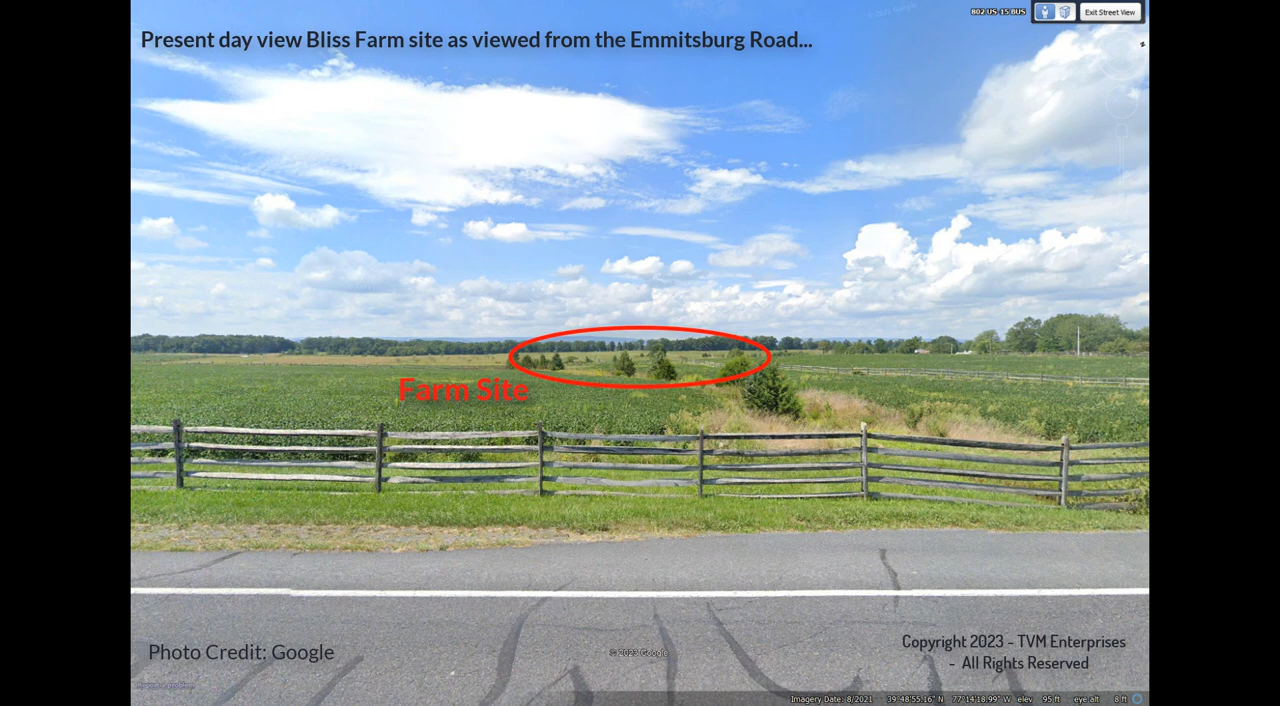 802 US-15 BUS
Exit Street View
Present day view Bliss Farm site as viewed from the Emmitsburg Road...
Farm Site
Photo Credit: Google
© 2023 Google
Copyright 2023 - TVM Enterprises
- All Rights Reserved
Report a problem
Imagery Date: 8/2021 39°48'55.16" N 77°14'18.99" W elev 95 ft eye alt 8 ft